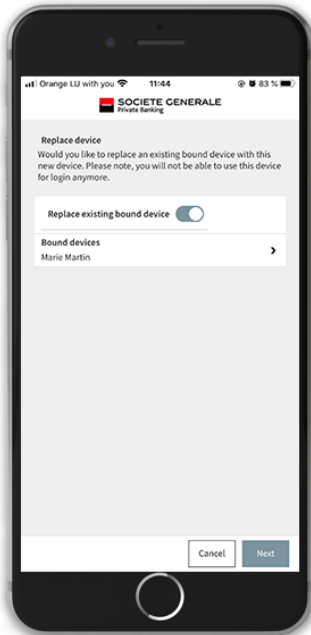 Orange LU with you 11:44 83 %
SOCIETE GENERALE
Private Banking
Replace device
Would you like to replace an existing bound device with this
new device. Please note, you will not be able to use this device
for login anymore.
Replace existing bound device
Bound devices
Marie Martin
Cancel Next